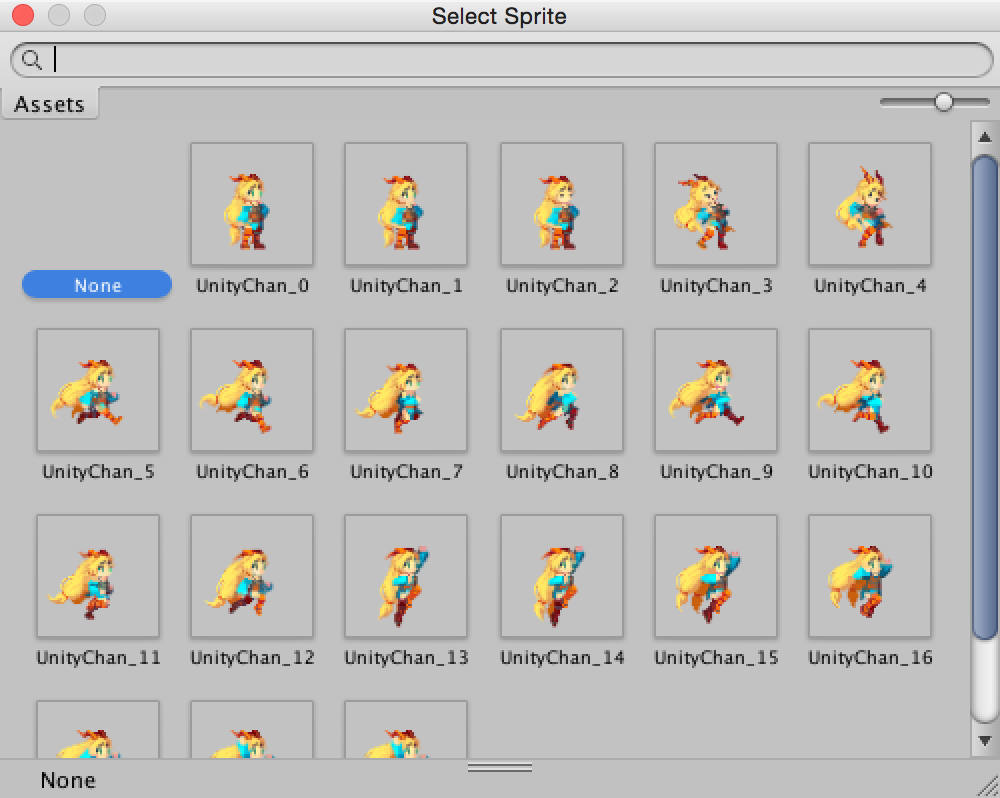 Select Sprite
Assets
None
UnityChan_0
UnityChan_1
UnityChan_2
UnityChan_3
UnityChan_4
UnityChan_5
UnityChan_6
UnityChan_7
UnityChan_8
UnityChan_9
UnityChan_10
UnityChan_11
UnityChan_12
UnityChan_13
UnityChan_14
UnityChan_15
UnityChan_16
None